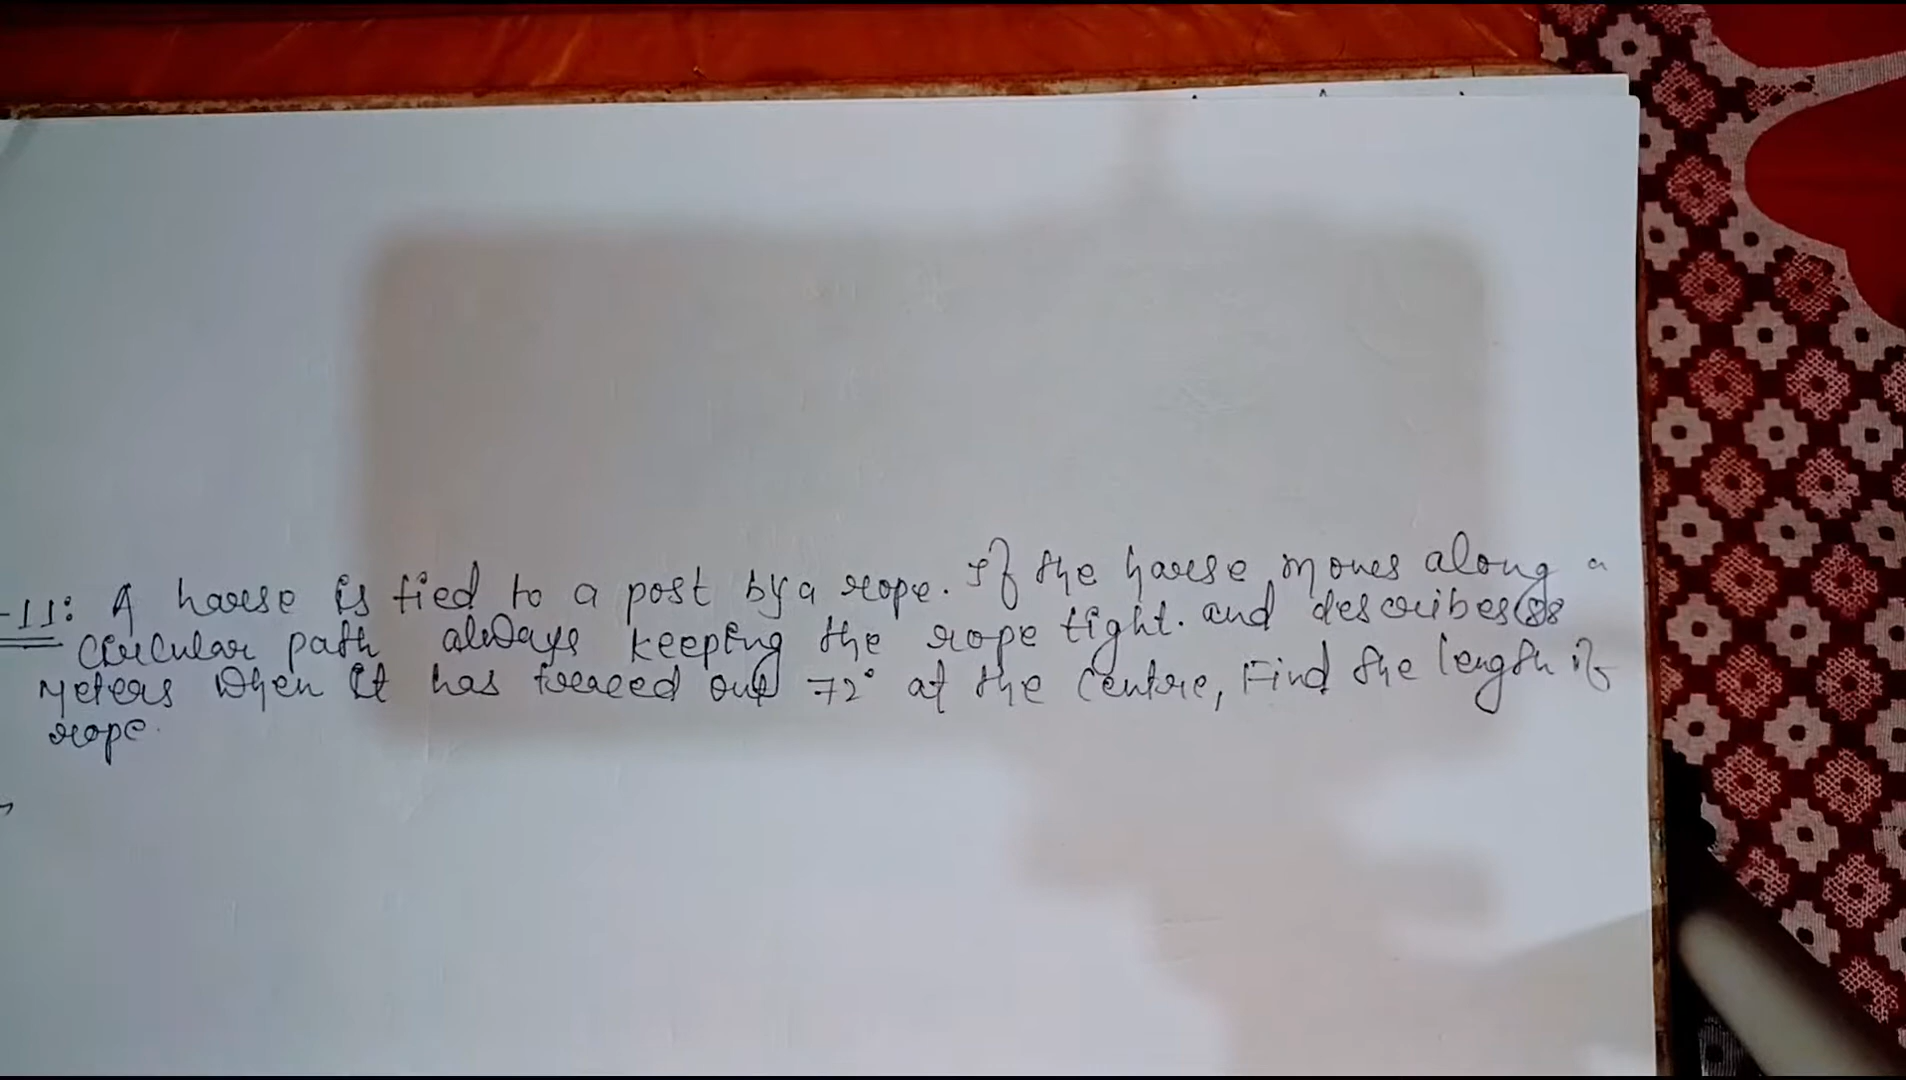 -11: A horse is tied to a post by a rope. If the horse moves along a
circular path always keeping the rope tight. and describes 88
meters when it has traced out 72° at the centre, Find the length of
rope.